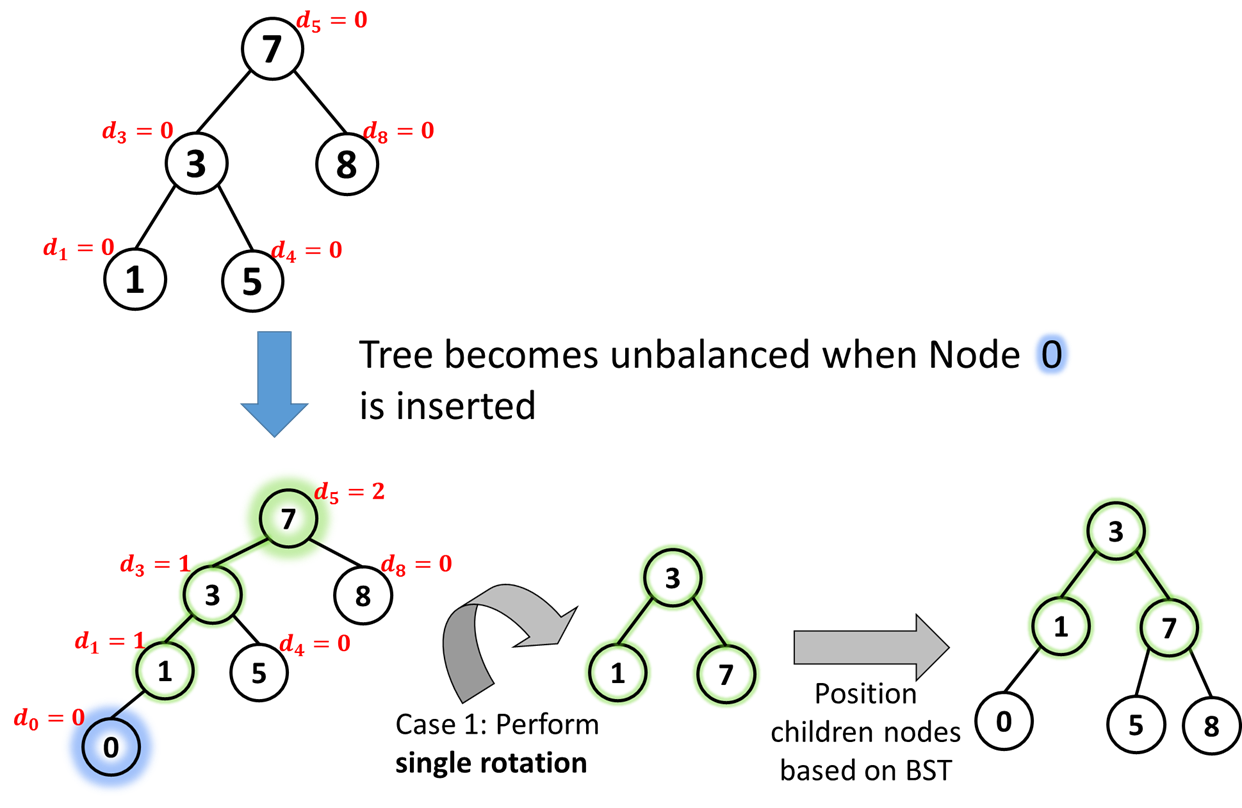 d₅ = 0
7
d₃ = 0
d₈ = 0
3
8
d₁ = 0
d₄ = 0
1
5
Tree becomes unbalanced when Node 0
is inserted
d₅ = 2
7
d₃ = 1
d₈ = 0
3
8
d₁ = 1
d₄ = 0
1
5
d₀ = 0
0
3
1
7
Case 1: Perform
single rotation
Position
children nodes
based on BST
3
1
7
0
5
8